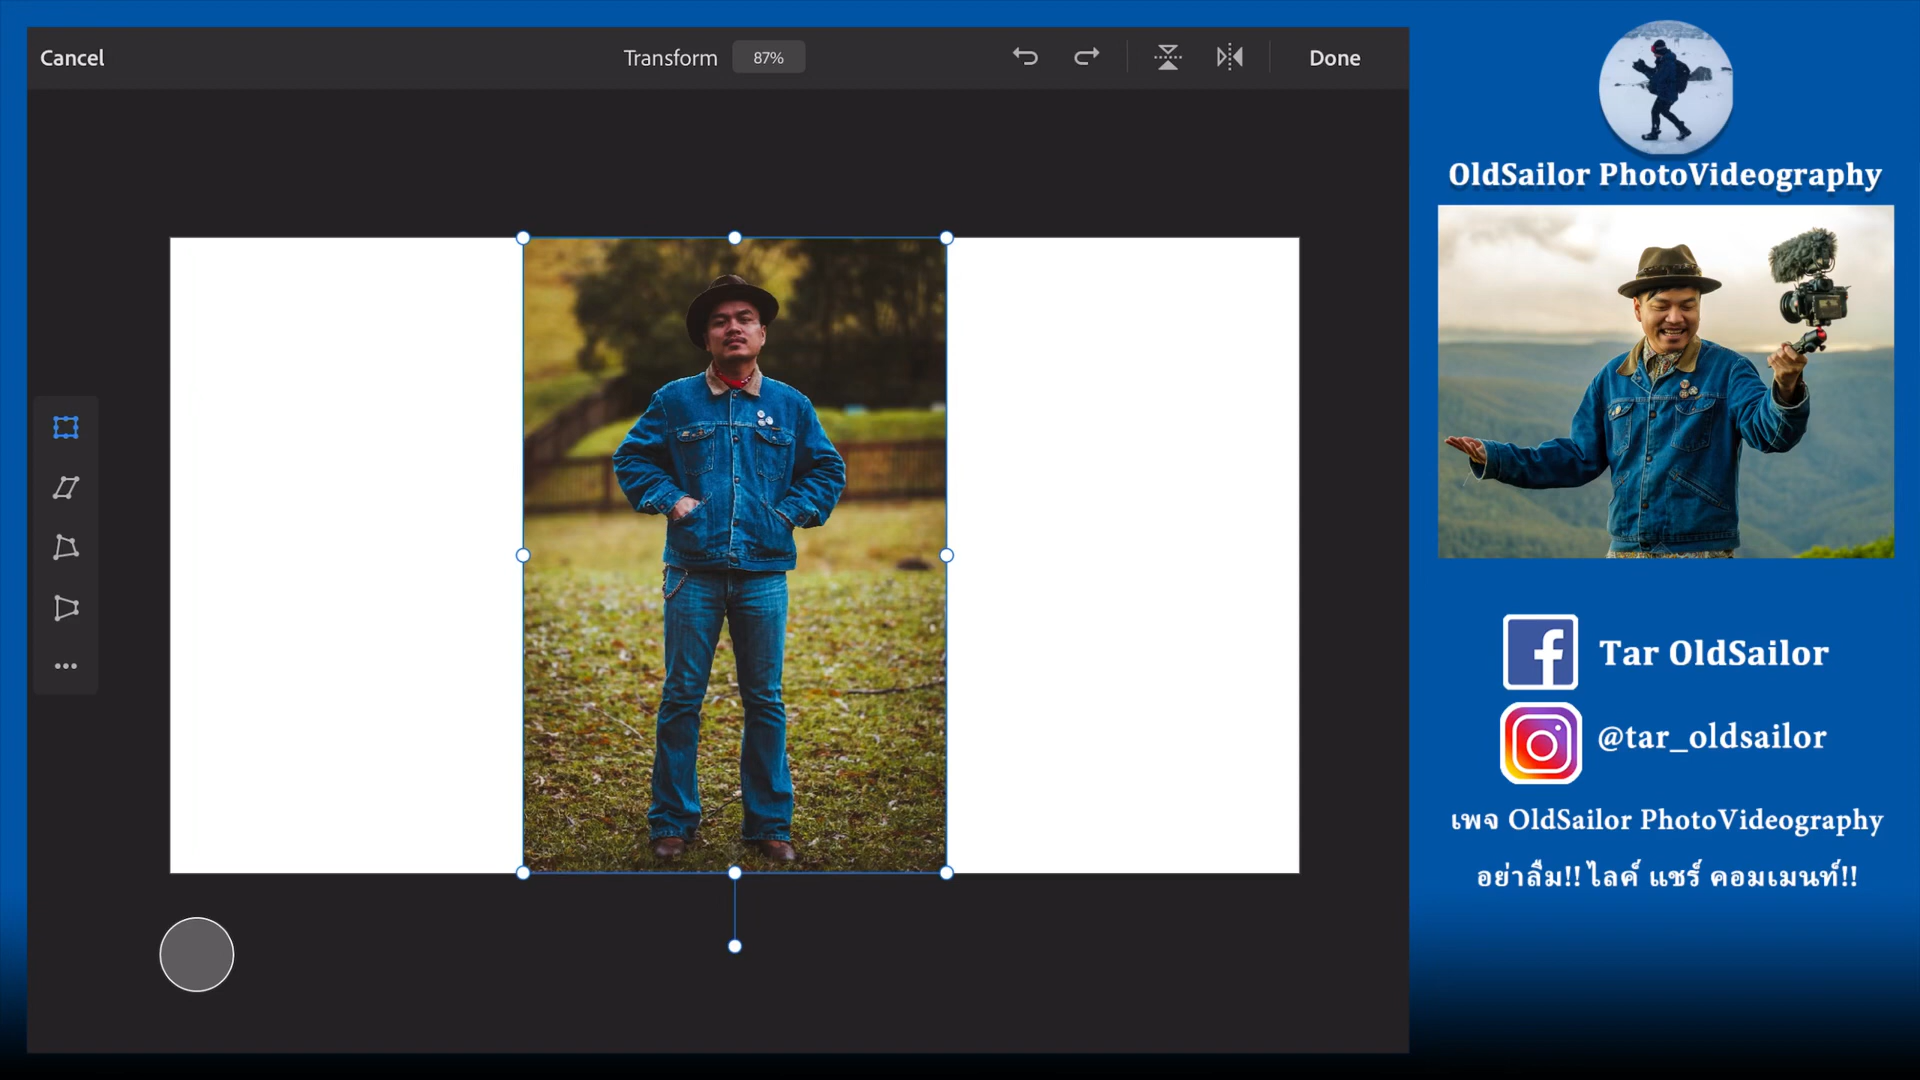 Cancel
Transform 87%
Done
OldSailor PhotoVideography
Tar OldSailor
@tar_oldsailor
เพจ OldSailor PhotoVideography
อย่าลืม!! ไลค์ แชร์ คอมเมนท์!!